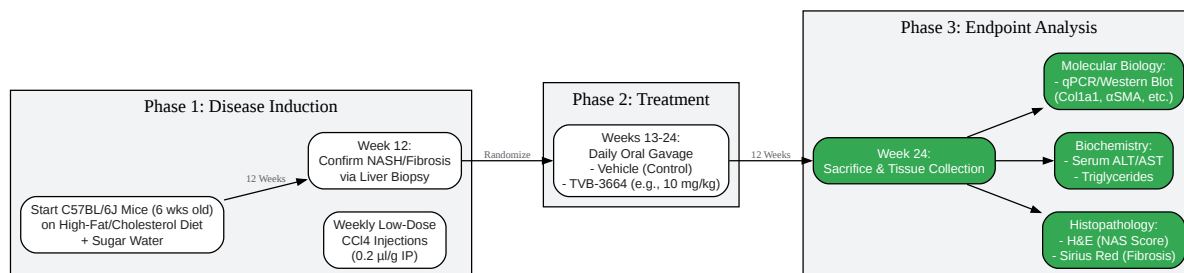 Phase 1: Disease Induction
Start C57BL/6J Mice (6 wks old)
on High-Fat/Cholesterol Diet
+ Sugar Water
12 Weeks
Week 12:
Confirm NASH/Fibrosis
via Liver Biopsy
Weekly Low-Dose
CCl4 Injections
(0.2 µl/g IP)
Randomize
Phase 2: Treatment
Weeks 13-24:
Daily Oral Gavage
- Vehicle (Control)
- TVB-3664 (e.g., 10 mg/kg)
12 Weeks
Phase 3: Endpoint Analysis
Week 24:
Sacrifice & Tissue Collection
Molecular Biology:
- qPCR/Western Blot
(Col1a1, αSMA, etc.)
Biochemistry:
- Serum ALT/AST
- Triglycerides
Histopathology:
- H&E (NAS Score)
- Sirius Red (Fibrosis)